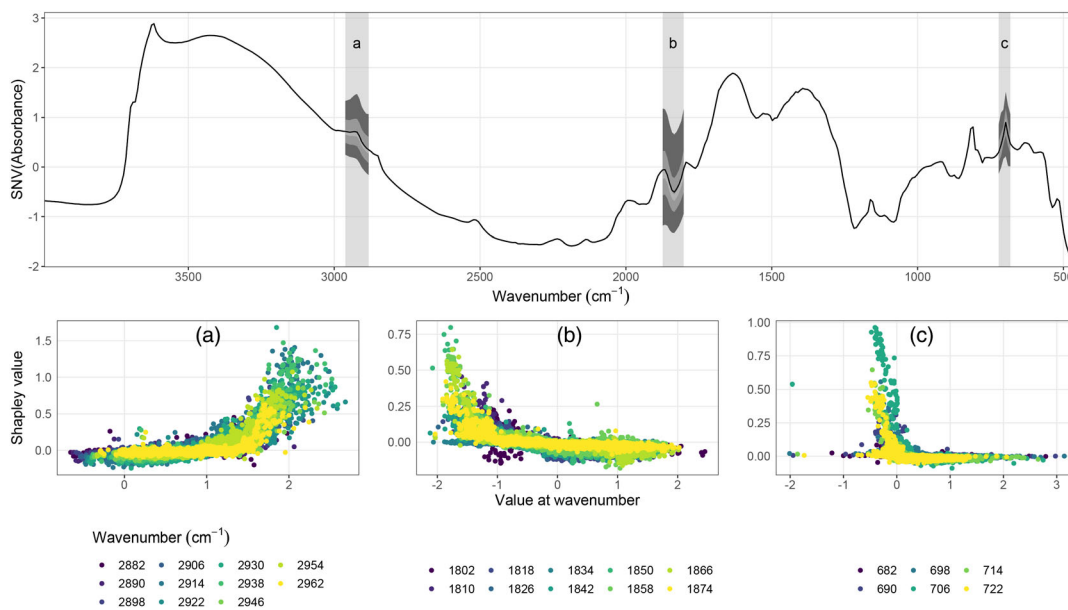 3
2
1
0
-1
-2
SNV(Absorbance)
a
b
c
3500
3000
2500
2000
1500
1000
500
Wavenumber (cm⁻¹)
(a)
(b)
(c)
Shapley value
1.5
1.0
0.5
0.0
0.75
0.50
0.25
0.00
1.00
0.75
0.50
0.25
0.00
0 1 2
-2 -1 0 1 2
-2 -1 0 1 2 3
Value at wavenumber
Wavenumber (cm⁻¹)
2882 2906 2930 2954
2890 2914 2938 2962
2898 2922 2946
1802 1818 1834 1850 1866
1810 1826 1842 1858 1874
682 698 714
690 706 722